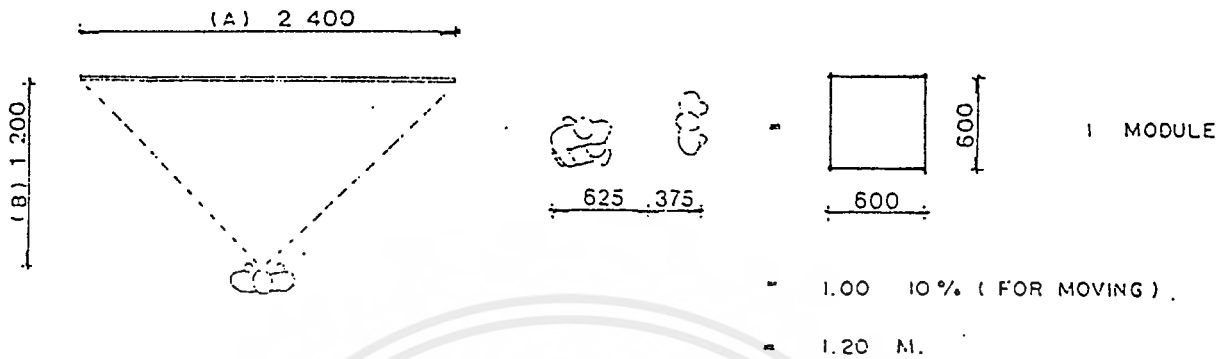 (A) 2 400
(B) 1 200
625 375
=
600
600
1 MODULE
= 1.00 10% (FOR MOVING).
= 1.20 M.